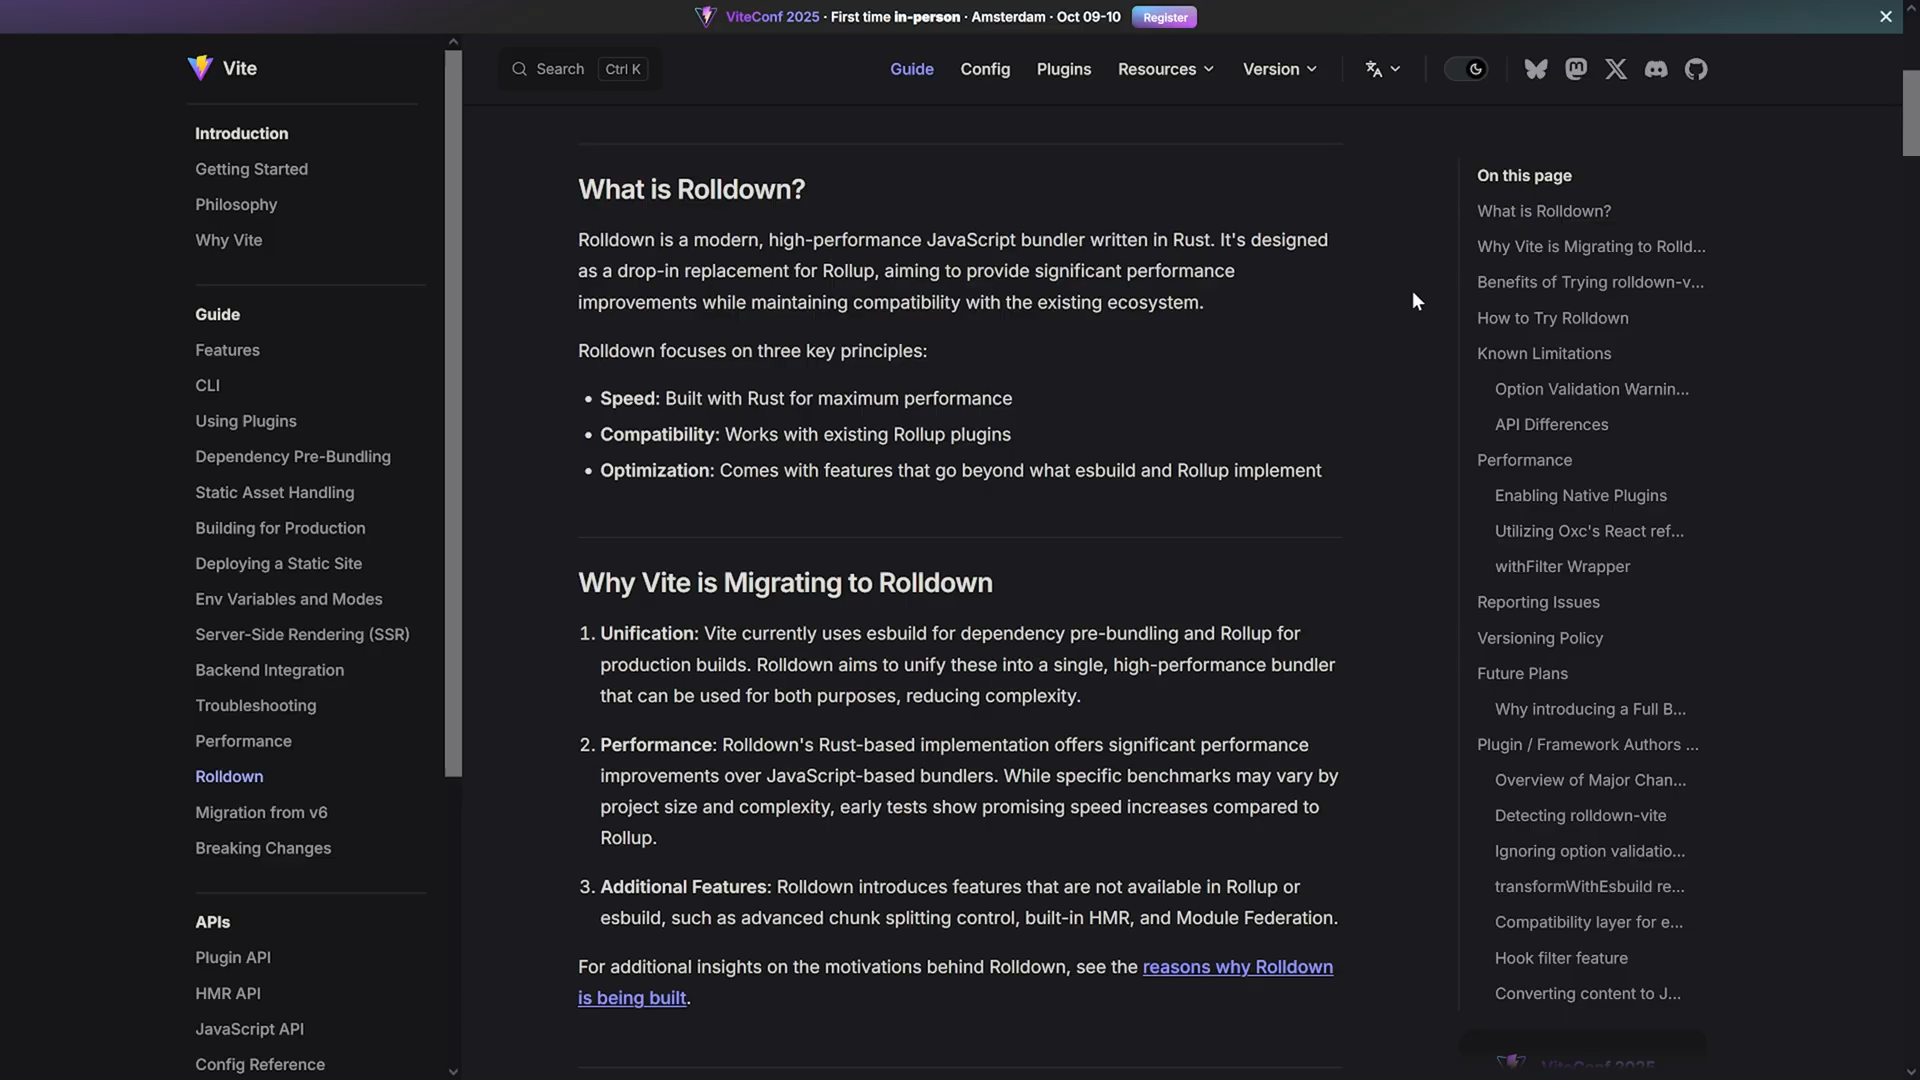 ViteConf 2025 · First time in-person · Amsterdam · Oct 09-10 Register
Vite
Search Ctrl K
Guide Config Plugins Resources Version
Introduction
Getting Started
Philosophy
Why Vite
Guide
Features
CLI
Using Plugins
Dependency Pre-Bundling
Static Asset Handling
Building for Production
Deploying a Static Site
Env Variables and Modes
Server-Side Rendering (SSR)
Backend Integration
Troubleshooting
Performance
Rolldown
Migration from v6
Breaking Changes
APIs
Plugin API
HMR API
JavaScript API
Config Reference
What is Rolldown?
Rolldown is a modern, high-performance JavaScript bundler written in Rust. It's designed
as a drop-in replacement for Rollup, aiming to provide significant performance
improvements while maintaining compatibility with the existing ecosystem.
Rolldown focuses on three key principles:
• Speed: Built with Rust for maximum performance
• Compatibility: Works with existing Rollup plugins
• Optimization: Comes with features that go beyond what esbuild and Rollup implement
Why Vite is Migrating to Rolldown
1. Unification: Vite currently uses esbuild for dependency pre-bundling and Rollup for
production builds. Rolldown aims to unify these into a single, high-performance bundler
that can be used for both purposes, reducing complexity.
2. Performance: Rolldown's Rust-based implementation offers significant performance
improvements over JavaScript-based bundlers. While specific benchmarks may vary by
project size and complexity, early tests show promising speed increases compared to
Rollup.
3. Additional Features: Rolldown introduces features that are not available in Rollup or
esbuild, such as advanced chunk splitting control, built-in HMR, and Module Federation.
For additional insights on the motivations behind Rolldown, see the reasons why Rolldown
is being built.
On this page
What is Rolldown?
Why Vite is Migrating to Rolld...
Benefits of Trying rolldown-v...
How to Try Rolldown
Known Limitations
Option Validation Warnin...
API Differences
Performance
Enabling Native Plugins
Utilizing Oxc's React ref...
withFilter Wrapper
Reporting Issues
Versioning Policy
Future Plans
Why introducing a Full B...
Plugin / Framework Authors ...
Overview of Major Chan...
Detecting rolldown-vite
Ignoring option validatio...
transformWithEsbuild re...
Compatibility layer for e...
Hook filter feature
Converting content to J...
ViteConf 2025